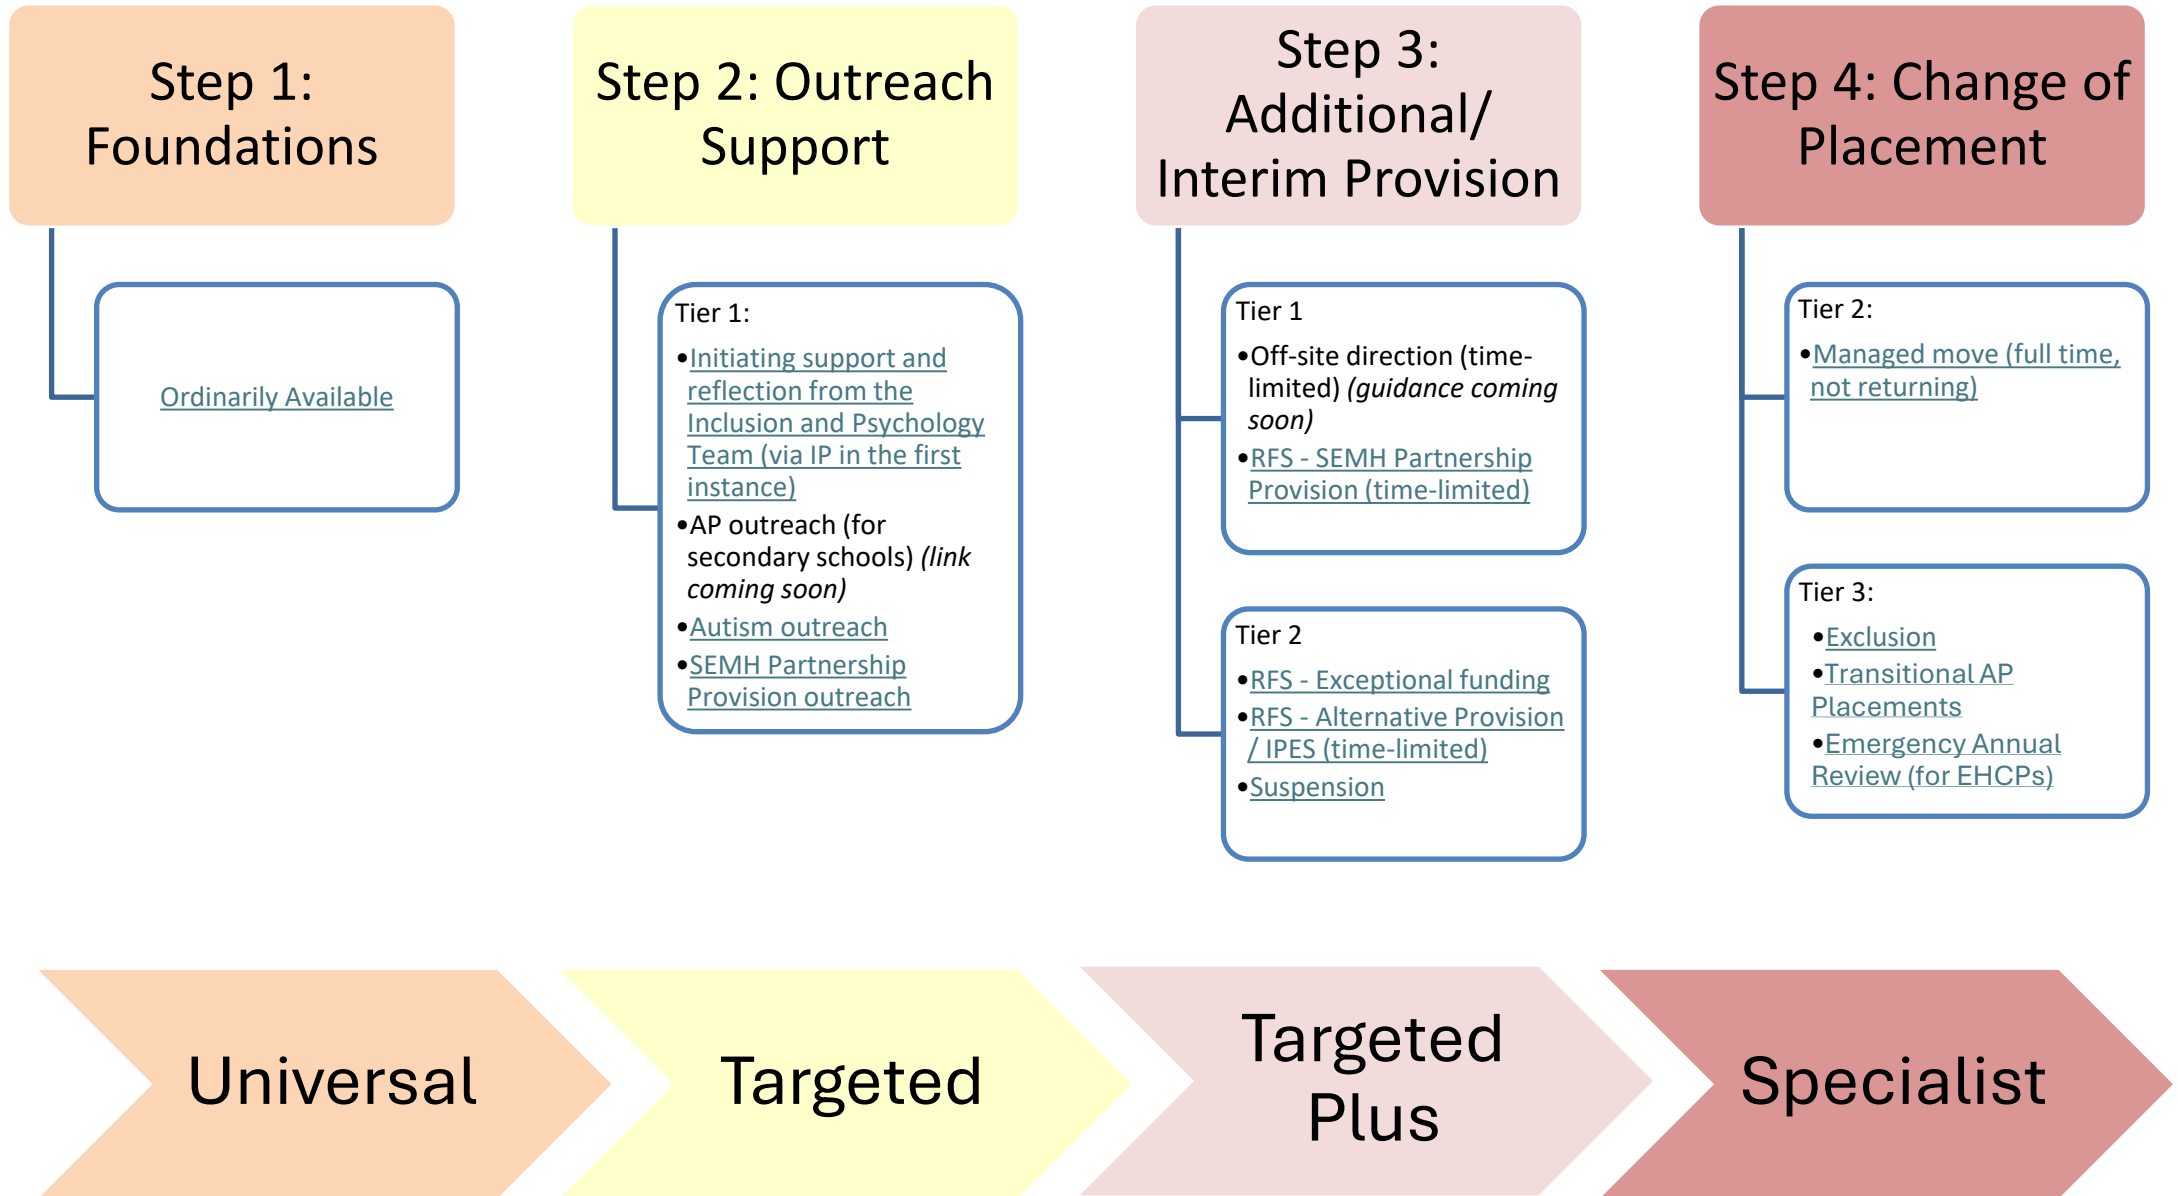 Step 1:
Foundations
Ordinarily Available
Step 2: Outreach
Support
Tier 1:
•Initiating support and
reflection from the
Inclusion and Psychology
Team (via IP in the first
instance)
•AP outreach (for
secondary schools) (link
coming soon)
•Autism outreach
•SEMH Partnership
Provision outreach
Step 3:
Additional/
Interim Provision
Tier 1
•Off-site direction (time-
limited) (guidance coming
soon)
•RFS - SEMH Partnership
Provision (time-limited)
Tier 2
•RFS - Exceptional funding
•RFS - Alternative Provision
/ IPES (time-limited)
•Suspension
Step 4: Change of
Placement
Tier 2:
•Managed move (full time,
not returning)
Tier 3:
•Exclusion
•Transitional AP
Placements
•Emergency Annual
Review (for EHCPs)
Universal
Targeted
Targeted
Plus
Specialist